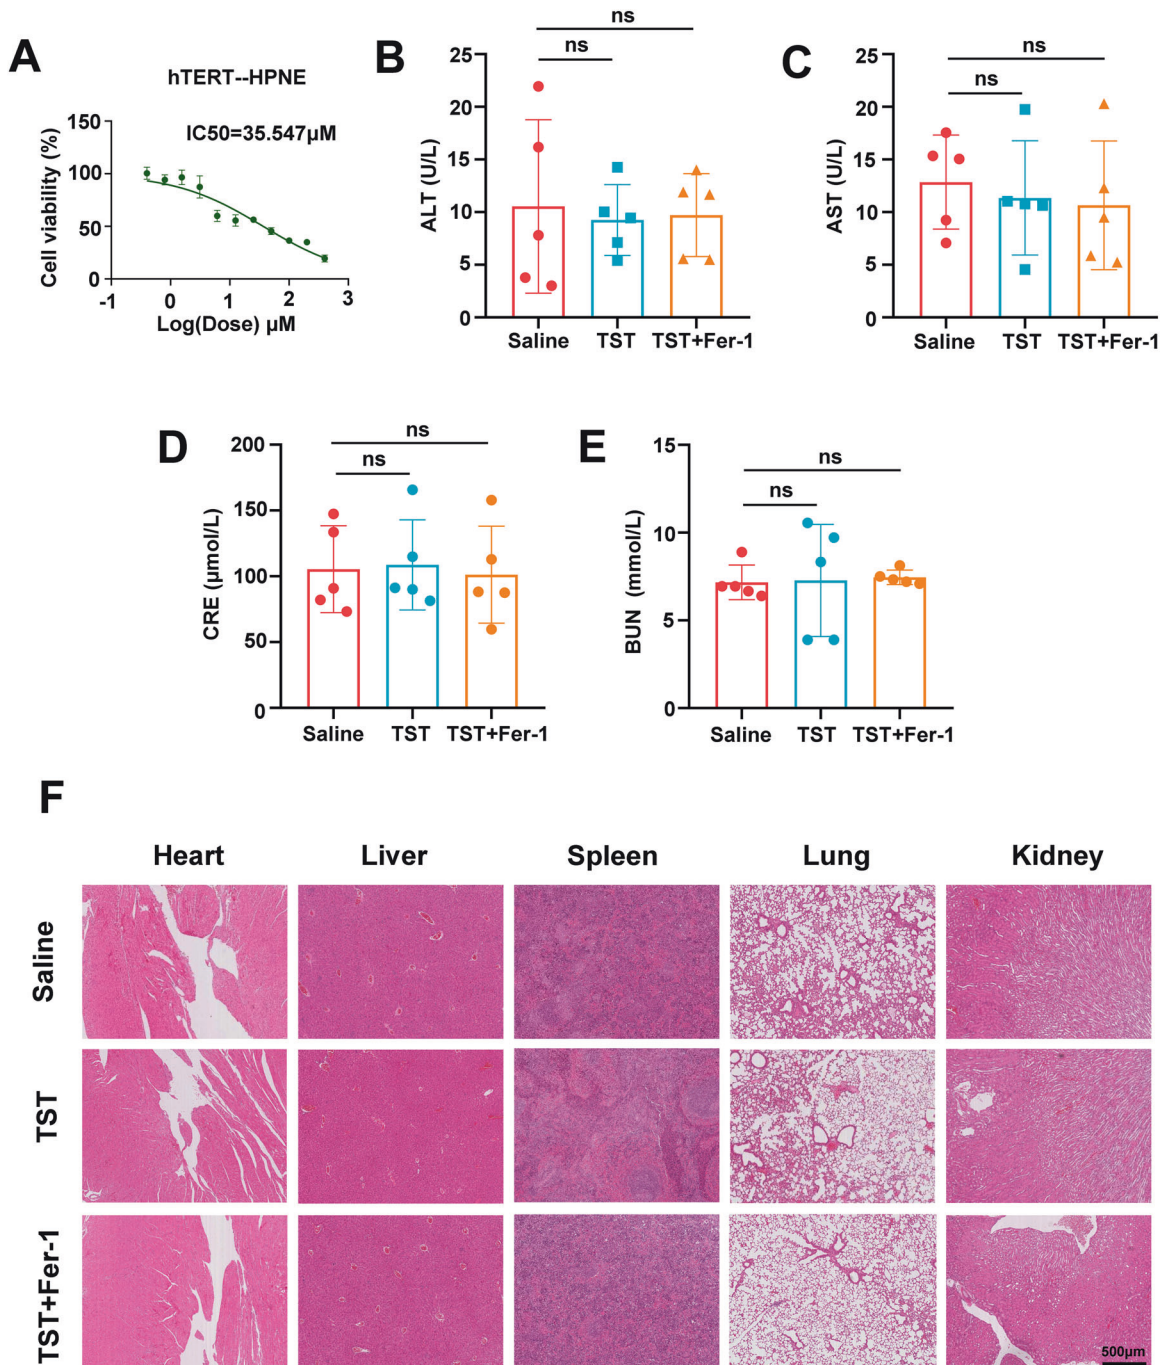 A
hTERT--HPNE
IC50=35.547μM
Cell viability (%)
150
100
50
0
-1
0
1
2
3
Log(Dose) μM
B
ns
ns
ALT (U/L)
25
20
15
10
5
0
Saline
TST
TST+Fer-1
C
ns
ns
AST (U/L)
25
20
15
10
5
0
Saline
TST
TST+Fer-1
D
ns
ns
CRE (μmol/L)
200
150
100
50
0
Saline
TST
TST+Fer-1
E
ns
ns
BUN (mmol/L)
15
10
5
0
Saline
TST
TST+Fer-1
F
Heart
Liver
Spleen
Lung
Kidney
Saline
TST
TST+Fer-1
500μm